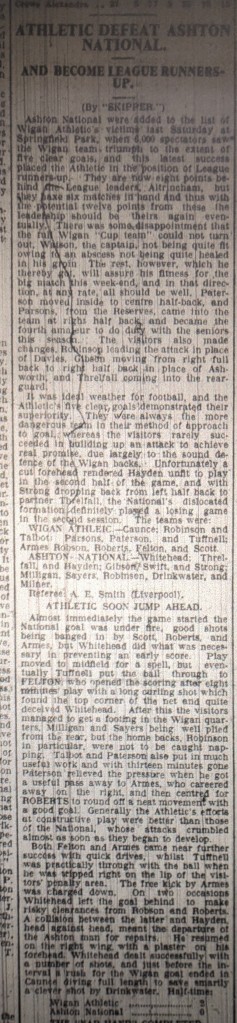 ATHLETIC DEFEAT ASHTON
NATIONAL.
AND BECOME LEAGUE RUNNERS-
UP.
(By "SKIPPER.")
Ashton National were added to the list of
Wigan Athletic's victims last Saturday at
Springfield Park, when 6,000 spectators saw
the Wigan team triumph to the extent of
five clear goals, and this latest success
placed the Athletic in the position of League
runners-up. They are now eight points be-
hind the League leaders, Altrincham, but
they have six matches in hand and thus with
the potential twelve points from these the
leadership should be theirs again even-
tually. There was some disappointment that
the full Wigan "Cup team" could not turn
out, Watson, the captain, not being quite fit
owing to an abscess not being quite healed
in his groin. The rest, however, which he
thereby got, will assure his fitness for the
big match this week-end, and in that direc-
tion, at any rate, all should be well. Pater-
son moved inside to centre half-back, and
Parsons, from the Reserves, came into the
team at right half back, and became the
fourth amateur to do duty with the seniors
this season. The visitors also made
changes, Robinson leading the attack in place
of Davies, Gibson moving from right full
back to right half back in place of Ash-
worth, and Threlfall coming into the rear-
guard.
It was ideal weather for football, and the
Athletic's five clear goals demonstrated their
superiority. They were always the more
dangerous team in their method of approach
to goal, whereas the visitors rarely suc-
ceeded in building up an attack to achieve
real promise, due largely to the sound de-
fence of the Wigan backs. Unfortunately a
cut forehead rendered Hayden unfit to play
in the second half of the game, and with
Strong dropping back from left half back to
partner Threlfall, the National's dislocated
formation definitely played a losing game
in the second session. The teams were:
WIGAN ATHLETIC.—Caunce; Robinson and
Talbot; Parsons, Paterson, and Tuffnell;
Armes, Robson, Roberts, Felton, and Scott.
ASHTON NATIONAL.—Whitehead; Threl-
fall, and Hayden; Gibson, Swift, and Strong;
Milligan, Sayers, Robinson, Drinkwater, and
Milner.
Referee: A. E. Smith (Liverpool).
ATHLETIC SOON JUMP AHEAD.
Almost immediately the game started the
National goal was under fire, good shots
being banged in by Scott, Roberts, and
Armes, but Whitehead did what was neces-
sary in preventing an early score. Play
moved to midfield for a spell, but even-
tually Tuffnell put the ball through to
FELTON, who opened the scoring after eight
minutes' play with a long curling shot which
found the top corner of the net and quite
deceived Whitehead. After this the visitors
managed to get a footing in the Wigan quar-
ters, Milligan and Sayers being well plied
from the rear, but the home backs, Robinson
in particular, were not to be caught nap-
ping. Talbot and Paterson also put in much
useful work and with thirteen minutes gone
Paterson relieved the pressure when he got
a useful pass away to Armes, who careered
away on the right, and then centred for
ROBERTS to round off a neat movement with
a good goal. Generally the Athletic's efforts
at constructive play were better than those
of the National, whose attacks crumbled
almost as soon as they began to develop.
Both Felton and Armes came near further
success with quick drives, whilst Tuffnell
was practically through with the ball when
he was tripped right on the lip of the visi-
tors' penalty area. The free kick by Armes
was charged down. On two occasions
Whitehead left the goal behind to make
risky clearances from Robson and Roberts.
A collision between the latter and Hayden,
head against head, meant the departure of
the Ashton man for repairs. He resumed
on the right wing, with a plaster on his
forehead. Whitehead dealt successfully with
a number of shots, and just before the in-
terval a rush for the Wigan goal ended in
Caunce diving full length to save smartly
a clever shot by Drinkwater. Half-time:
Wigan Athletic 2
Ashton National 0